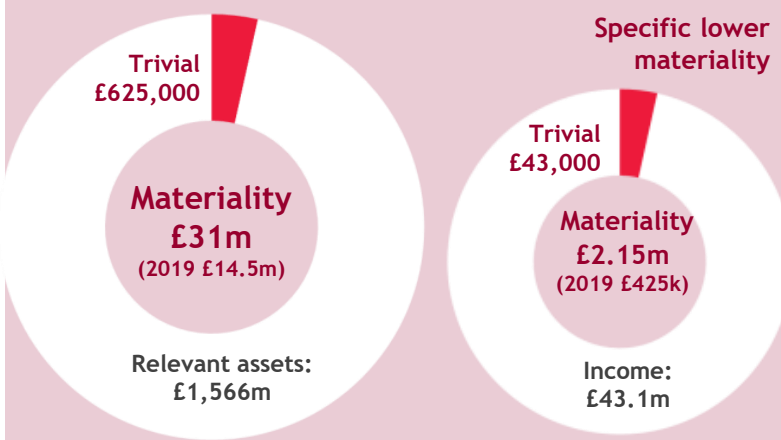 Trivial
£625,000
Materiality
£31m
(2019 £14.5m)
Relevant assets:
£1,566m
Specific lower
materiality
Trivial
£43,000
Materiality
£2.15m
(2019 £425k)
Income:
£43.1m